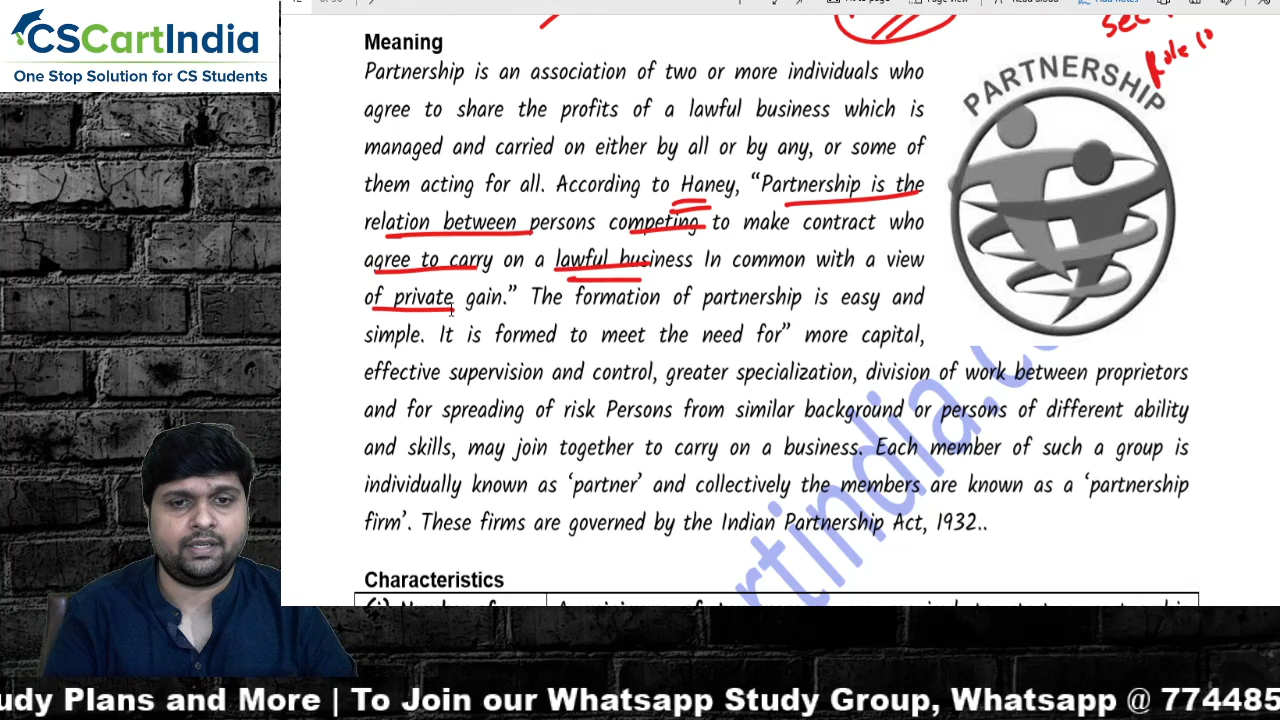 CSCartIndia
One Stop Solution for CS Students
Meaning
Partnership is an association of two or more individuals who
agree to share the profits of a lawful business which is
managed and carried on either by all or by any, or some of
them acting for all. According to Haney, “Partnership is the
relation between persons competing to make contract who
agree to carry on a lawful business In common with a view
of private gain.” The formation of partnership is easy and
simple. It is formed to meet the need for” more capital,
effective supervision and control, greater specialization, division of work between proprietors
and for spreading of risk Persons from similar background or persons of different ability
and skills, may join together to carry on a business. Each member of such a group is
individually known as ‘partner’ and collectively the members are known as a ‘partnership
firm’. These firms are governed by the Indian Partnership Act, 1932..
PARTNERSHIP
Sec
Rule 10
Characteristics
udy Plans and More | To Join our Whatsapp Study Group, Whatsapp @ 774485